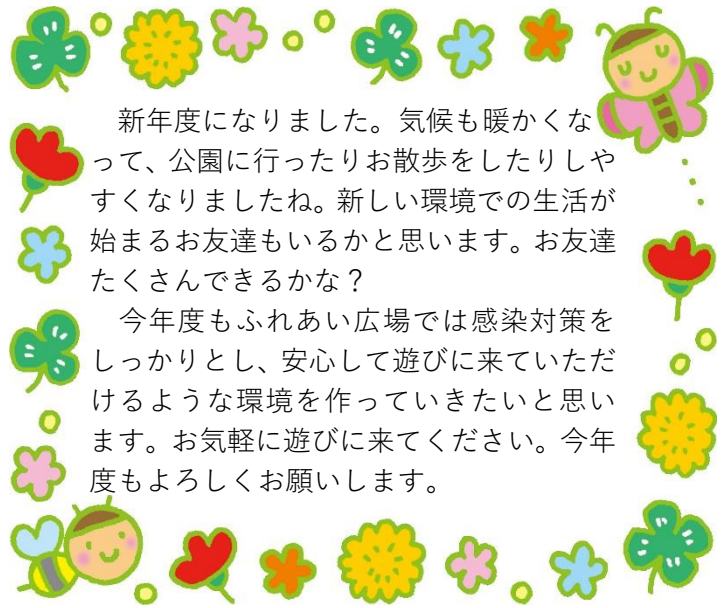 新年度になりました。気候も暖かくな
って、公園に行ったりお散歩をしたりしや
すくなりましたね。新しい環境での生活が
始まるお友達もいるかと思います。お友達
たくさんできるかな？
　今年度もふれあい広場では感染対策を
しっかりとし、安心して遊びに来ていただ
けるような環境を作っていきたいと思い
ます。お気軽に遊びに来てください。今年
度もよろしくお願いします。